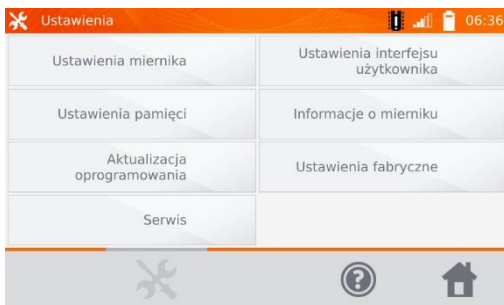 Ustawienia
06:36
Ustawienia miernika
Ustawienia interfejsu
użytkownika
Ustawienia pamięci
Informacje o mierniku
Aktualizacja
oprogramowania
Ustawienia fabryczne
Serwis